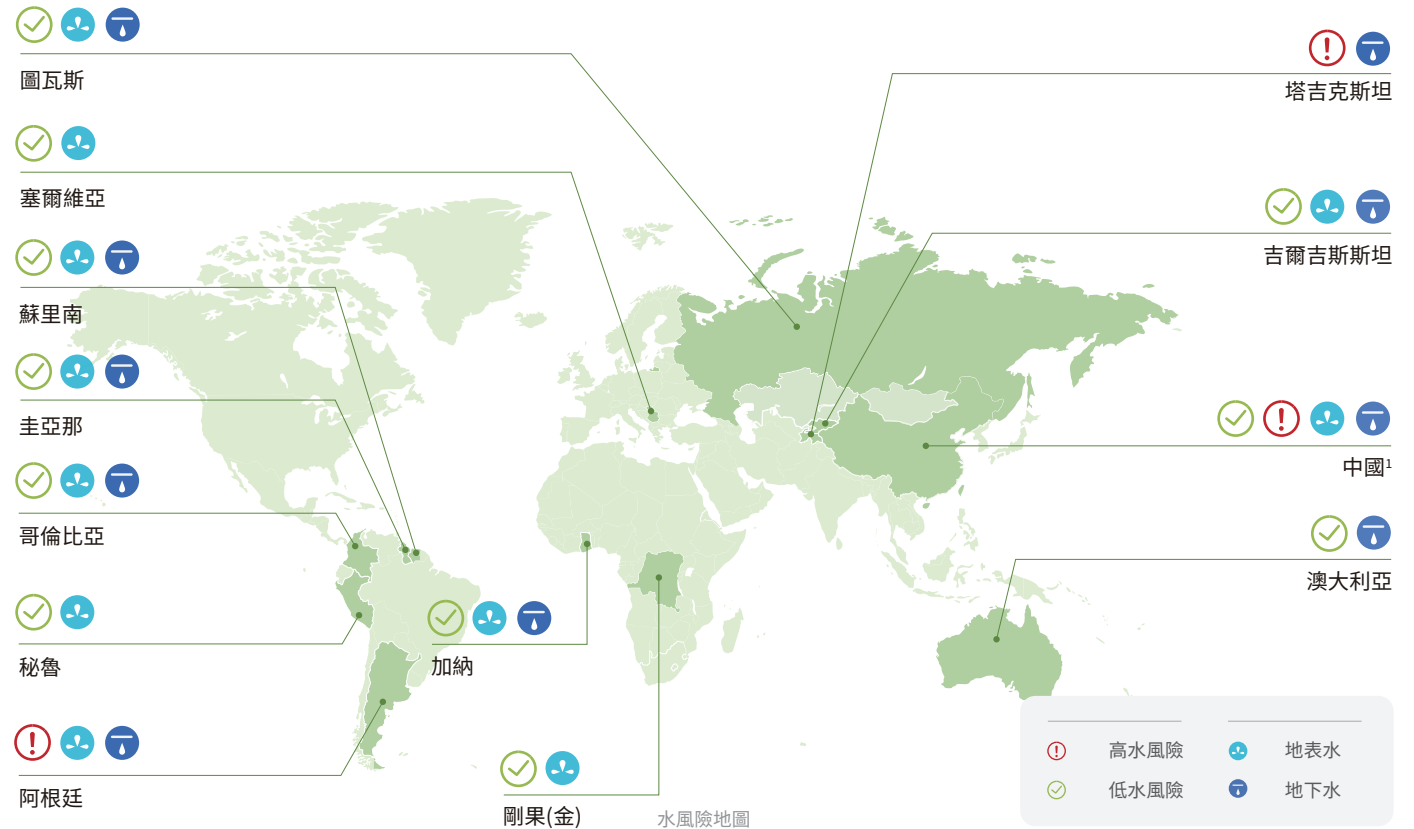 圖瓦斯
塔吉克斯坦
塞爾維亞
吉爾吉斯斯坦
蘇里南
圭亞那
中國¹
哥倫比亞
澳大利亞
秘魯
加納
阿根廷
剛果(金)
水風險地圖
高水風險
地表水
低水風險
地下水